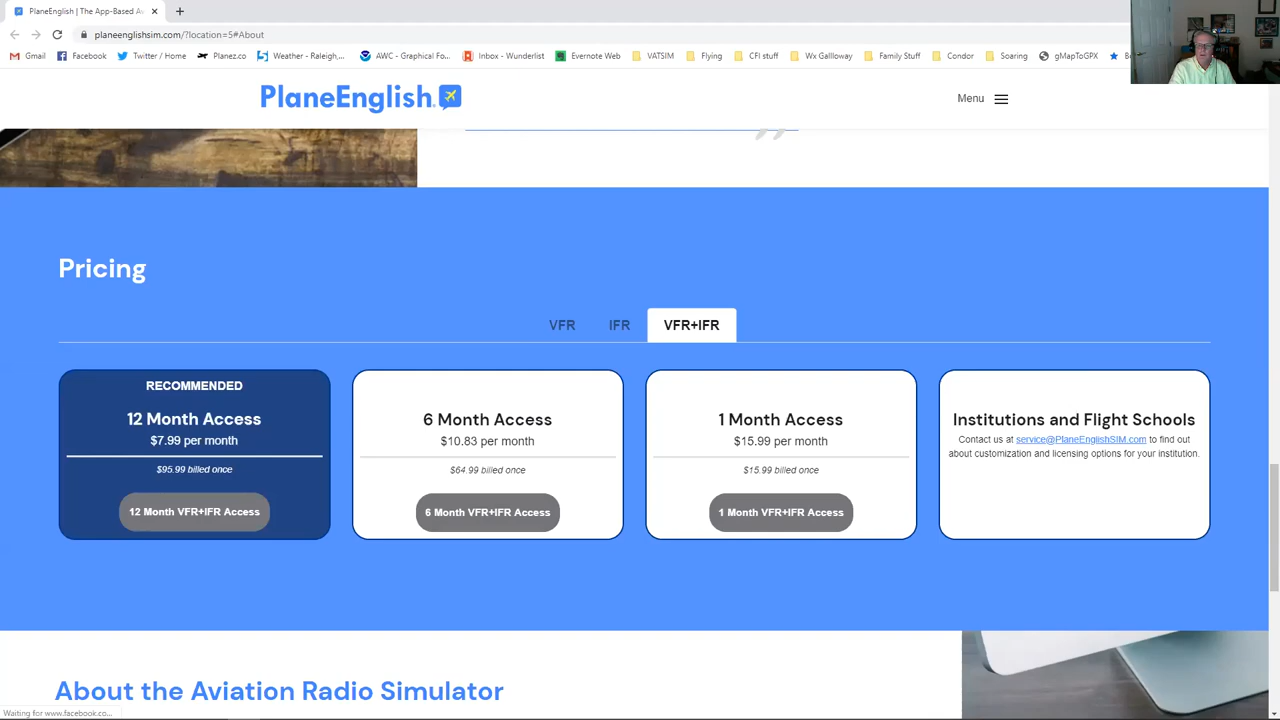 PlaneEnglish | The App-Based Av
planeenglishsim.com/?location=5#About
Gmail
Facebook
Twitter / Home
Planez.co
Weather - Raleigh,...
AWC - Graphical Fo...
Inbox - Wunderlist
Evernote Web
VATSIM
Flying
CFI stuff
Wx Gallloway
Family Stuff
Condor
Soaring
gMapToGPX
PlaneEnglish
Menu
Pricing
VFR
IFR
VFR+IFR
RECOMMENDED
12 Month Access
$7.99 per month
$95.99 billed once
12 Month VFR+IFR Access
6 Month Access
$10.83 per month
$64.99 billed once
6 Month VFR+IFR Access
1 Month Access
$15.99 per month
$15.99 billed once
1 Month VFR+IFR Access
Institutions and Flight Schools
Contact us at service@PlaneEnglishSIM.com to find out
about customization and licensing options for your institution.
About the Aviation Radio Simulator
Waiting for www.facebook.co...